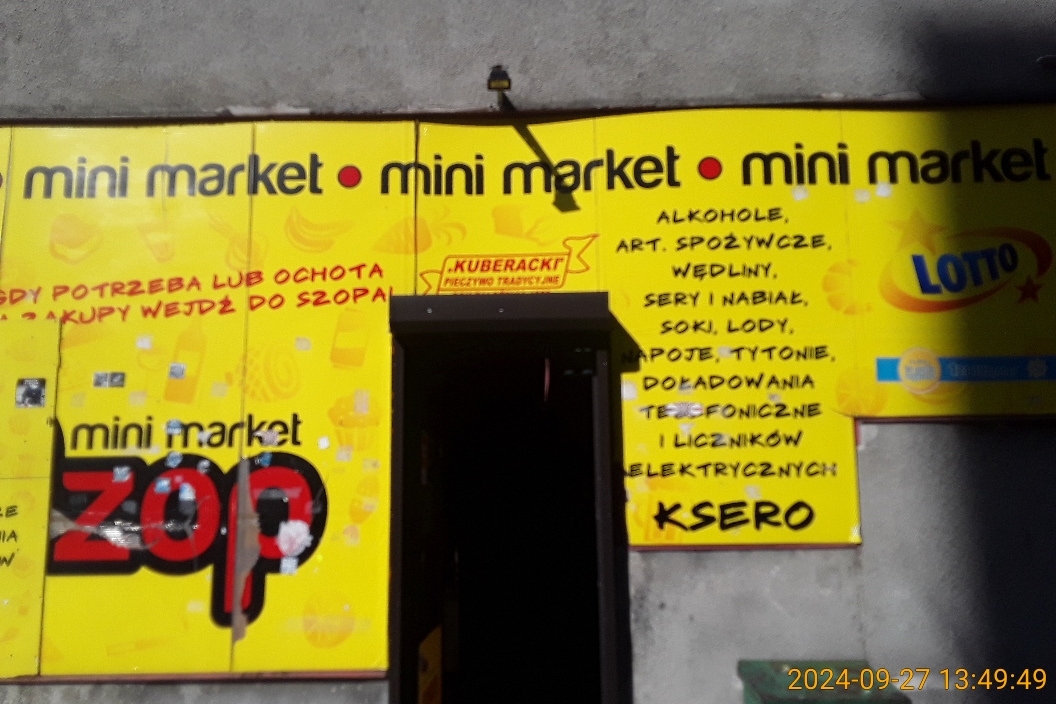 mini market • mini market • mini market
GDY POTRZEBA LUB OCHOTA
ZAKUPY WEJDŹ DO SZOPA!
.KUBERACKI'
PIECZYWO TRADYCYJNE
ALKOHOLE,
ART. SPOŻYWCZE,
WĘDLINY,
SERY I NABIAŁ,
SOKI, LODY,
NAPOJE, TYTONIE,
DOŁADOWANIA
TELEFONICZNE
I LICZNIKÓW
ELEKTRYCZNYCH
KSERO
LOTTO
mini market
zop
2024-09-27 13:49:49